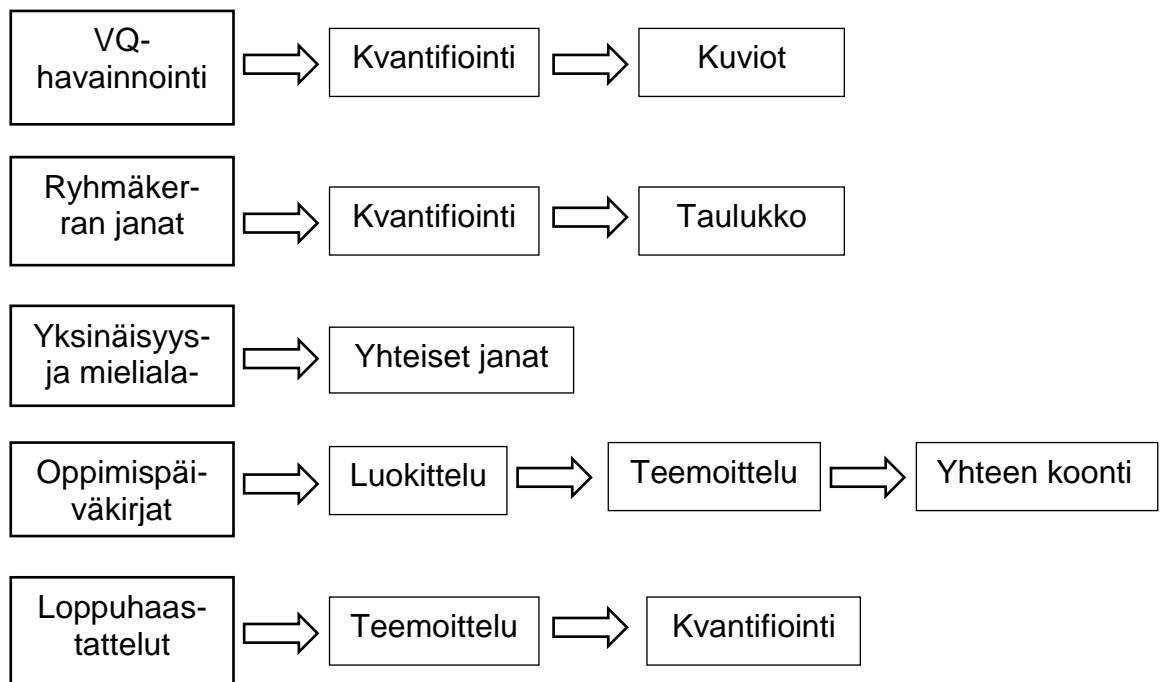 VQ-
havainnointi
Kvantifiointi
Kuviot
Ryhmäker-
ran janat
Kvantifiointi
Taulukko
Yksinäisyys-
ja mieliala-
Yhteiset janat
Oppimispäi-
väkirjat
Luokittelu
Teemoittelu
Yhteen koonti
Loppuhaas-
tattelut
Teemoittelu
Kvantifiointi